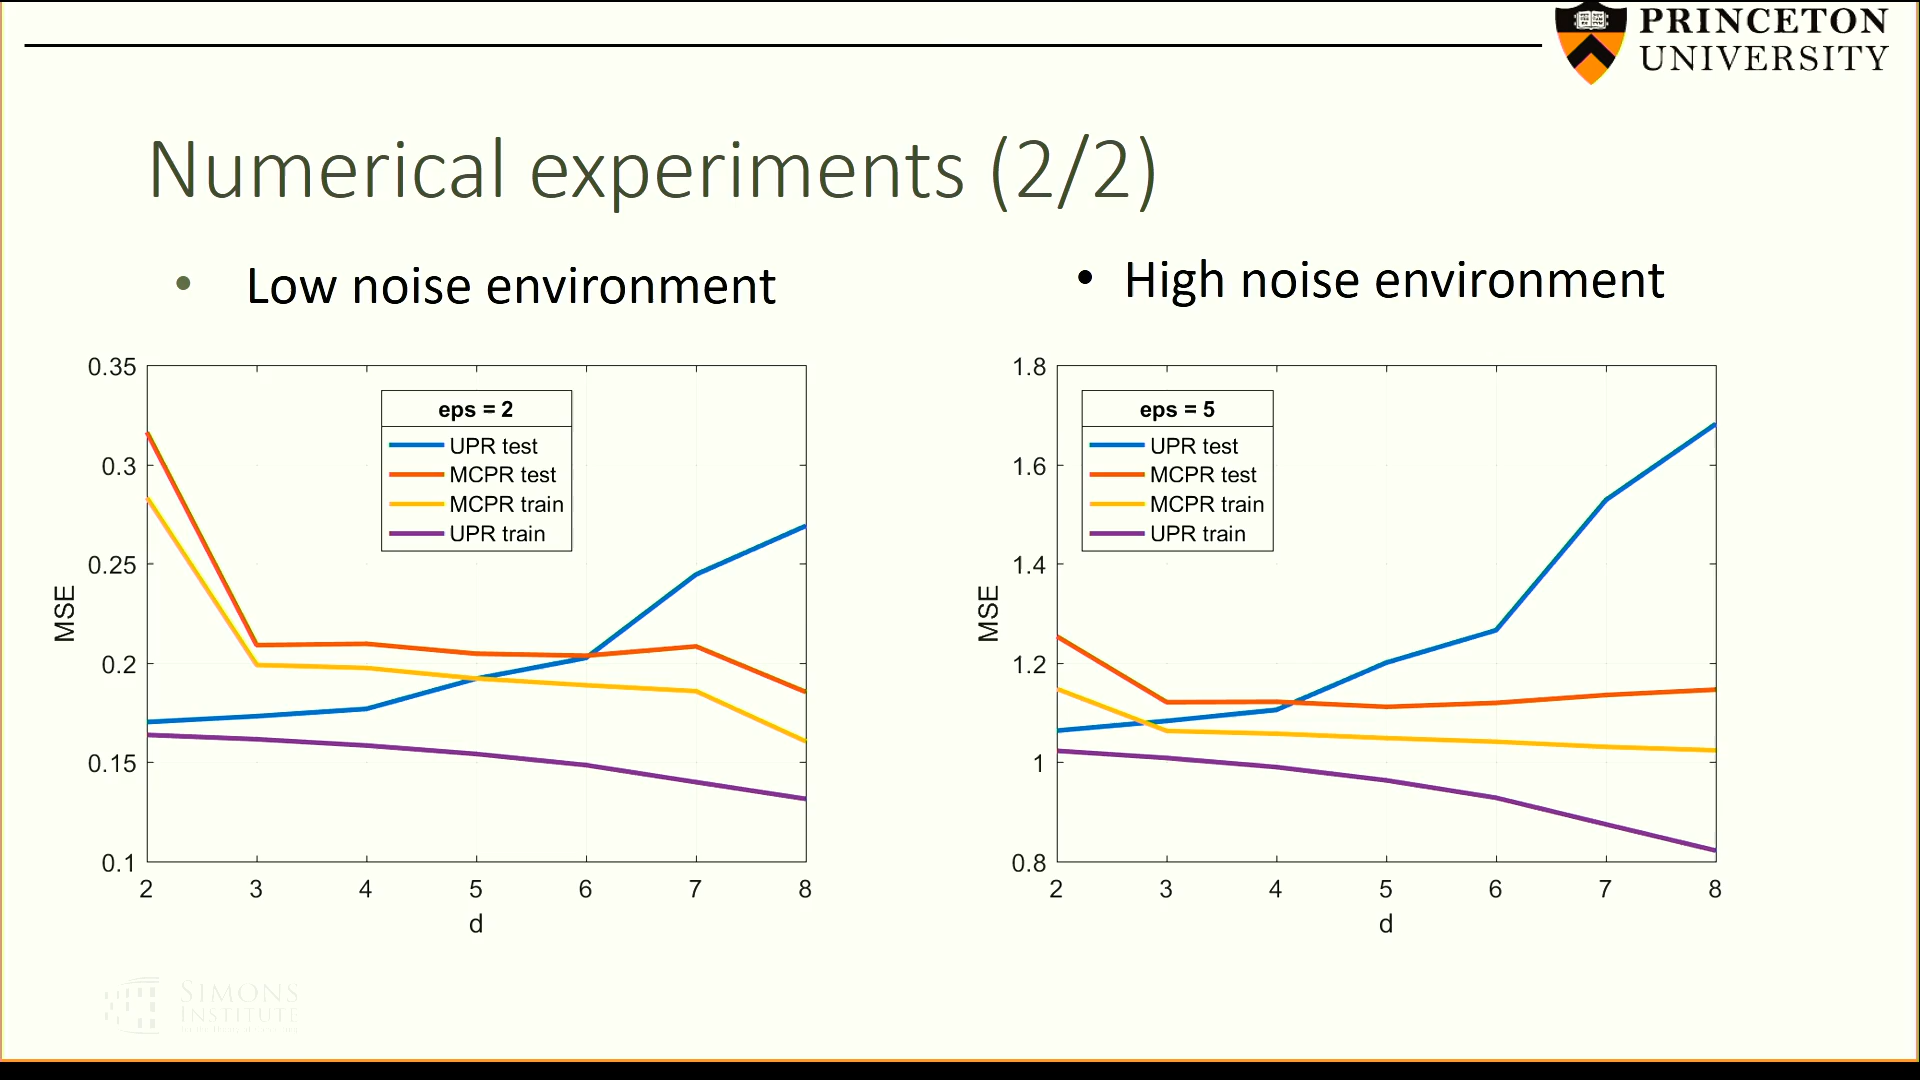 PRINCETON
UNIVERSITY
Numerical experiments (2/2)
• Low noise environment
• High noise environment
0.35
0.3
0.25
0.2
0.15
0.1
MSE
eps = 2
UPR test
MCPR test
MCPR train
UPR train
2 3 4 5 6 7 8
d
1.8
1.6
1.4
1.2
1
0.8
MSE
eps = 5
UPR test
MCPR test
MCPR train
UPR train
2 3 4 5 6 7 8
d
SIMONS
INSTITUTE